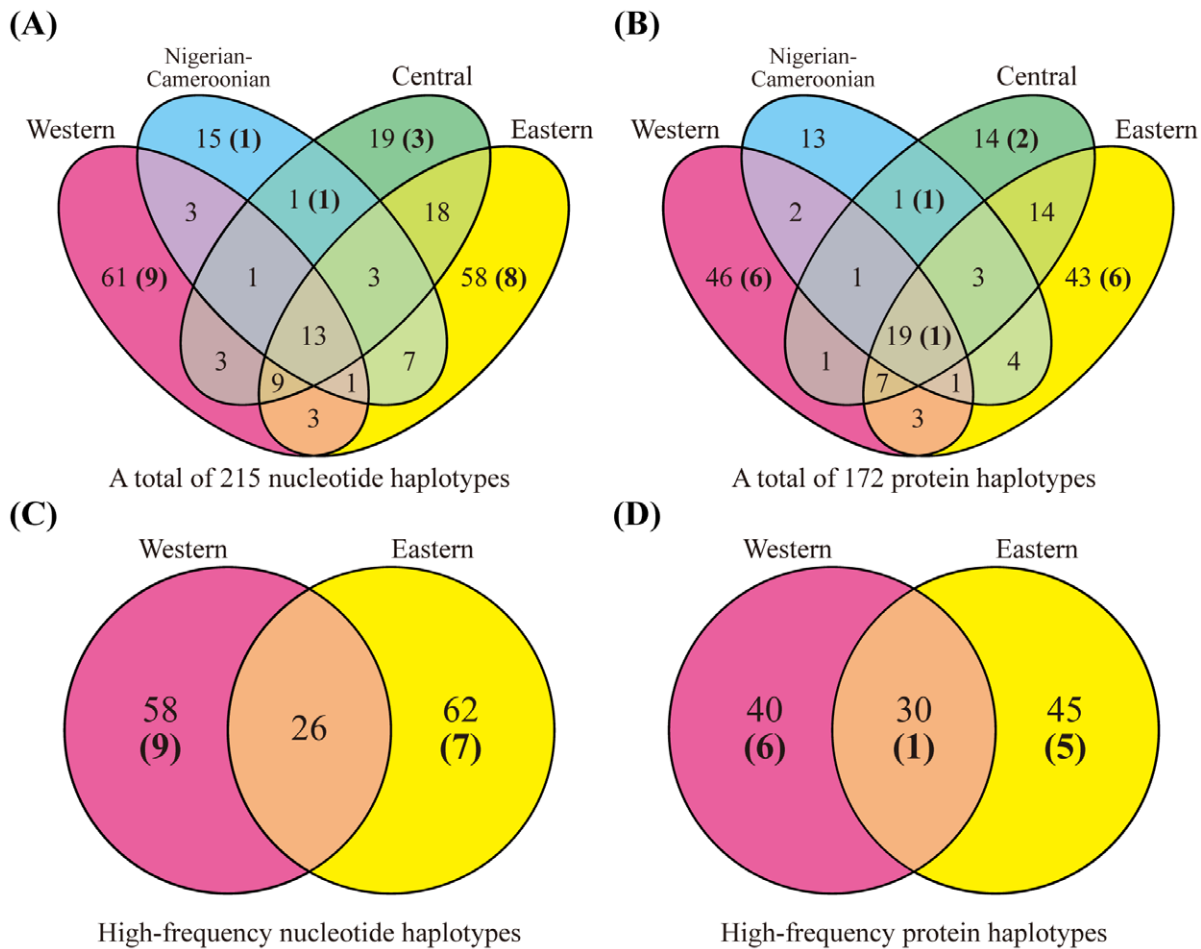 (A)
Nigerian-
Cameroonian
Central
Western
Eastern
15 (1)
19 (3)
1 (1)
3
18
61 (9)
1
3
58 (8)
13
3
7
9
1
3
A total of 215 nucleotide haplotypes
(B)
Nigerian-
Cameroonian
Central
Western
Eastern
13
14 (2)
1 (1)
2
14
46 (6)
1
3
43 (6)
19 (1)
1
4
7
1
3
A total of 172 protein haplotypes
(C)
Western
Eastern
58
(9)
26
62
(7)
High-frequency nucleotide haplotypes
(D)
Western
Eastern
40
(6)
30
(1)
45
(5)
High-frequency protein haplotypes